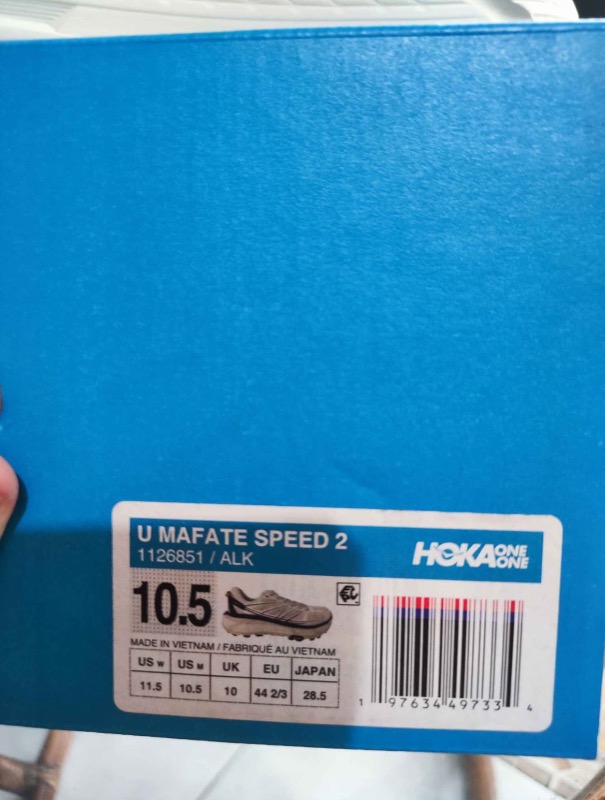 U MAFATE SPEED 2
1126851 / ALK
HOKA ONE ONE
10.5
MADE IN VIETNAM / FABRIQUÉ AU VIETNAM
US W US M UK EU JAPAN
11.5 10.5 10 44 2/3 28.5
1 97634 49733 4